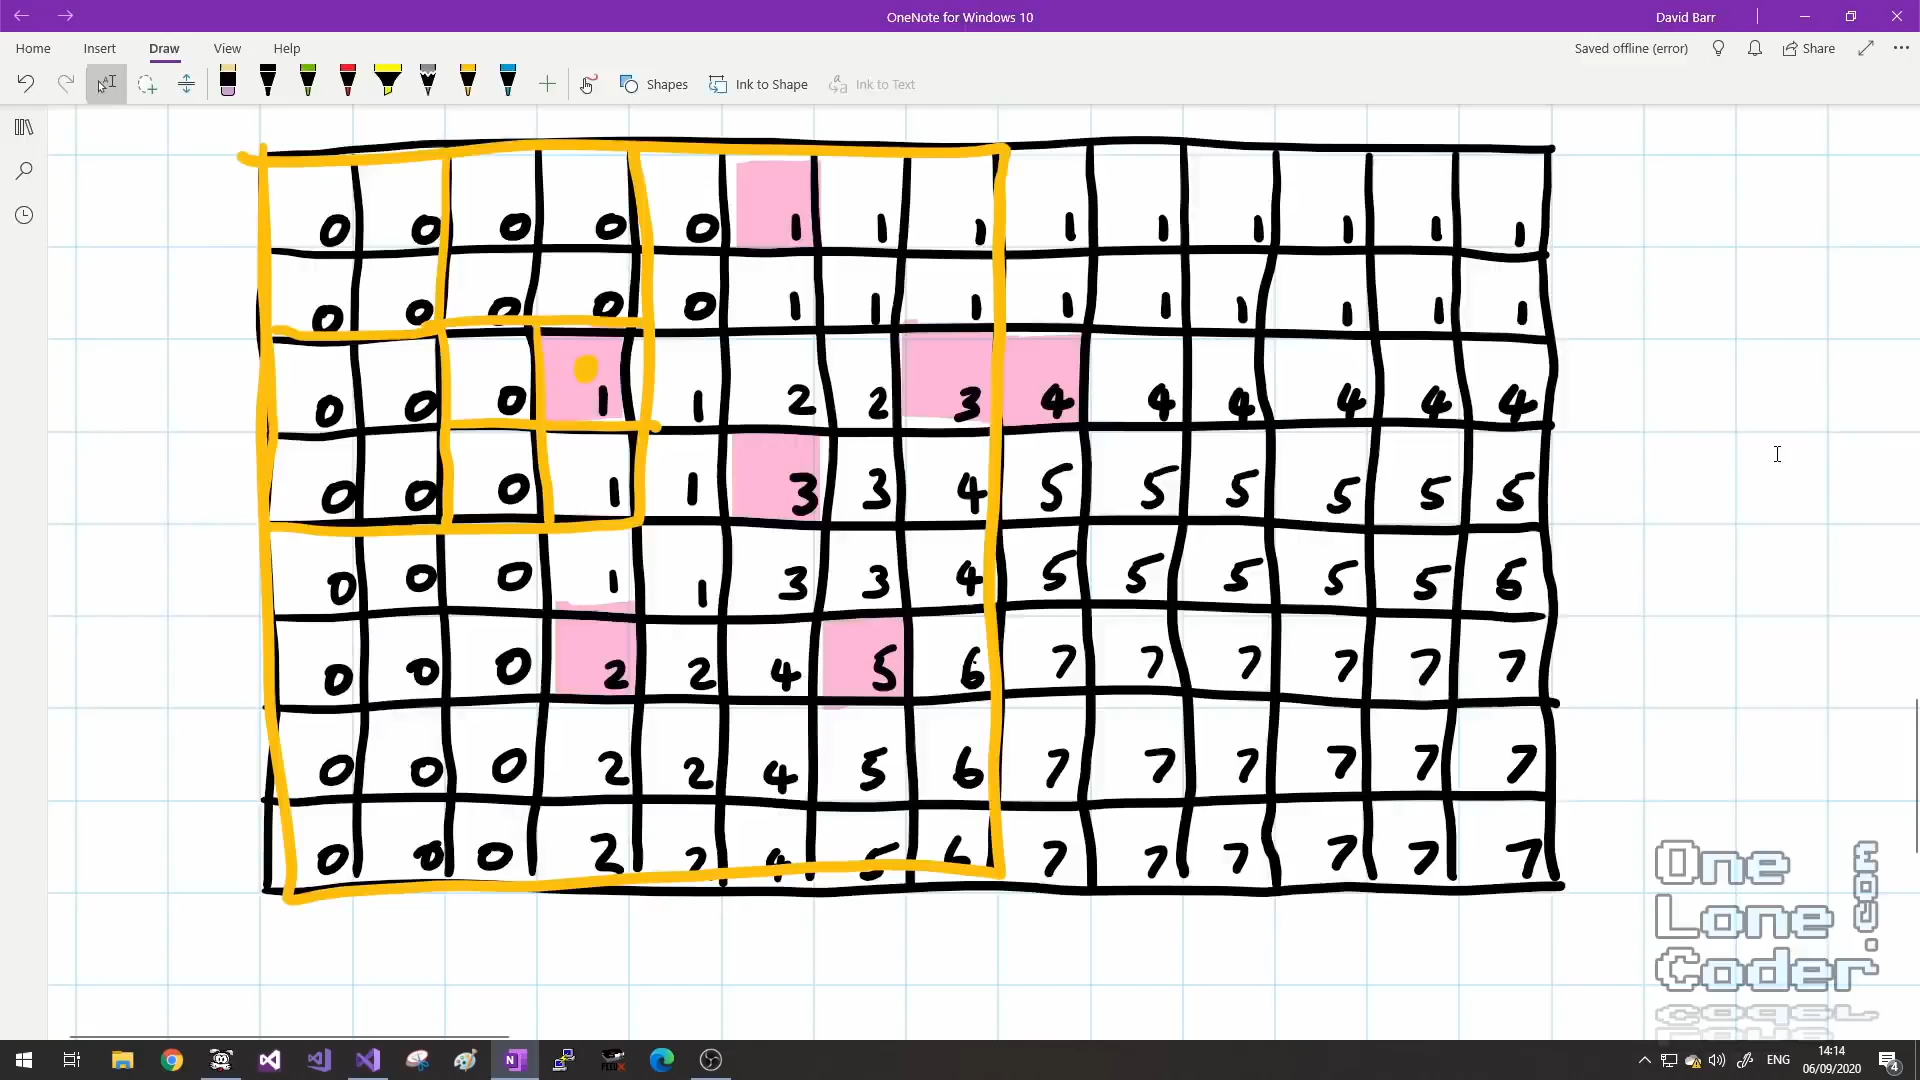 OneNote for Windows 10
David Barr
Home Insert Draw View Help
Saved offline (error)
Share
Shapes
Ink to Shape
Ink to Text
0 0 0 0 0 1 1 1 1 1 1 1 1 1
0 0 0 0 0 1 1 1 1 1 1 1 1 1
0 0 0 1 1 2 2 3 4 4 4 4 4 4
0 0 0 1 1 3 3 4 5 5 5 5 5 5
0 0 0 1 1 3 3 4 5 5 5 5 5 5
0 0 0 2 2 4 5 6 7 7 7 7 7 7
0 0 0 2 2 4 5 6 7 7 7 7 7 7
0 0 0 2 2 4 5 6 7 7 7 7 7 7
One
Lone
Coder
.com
ENG
14:14
06/09/2020
4